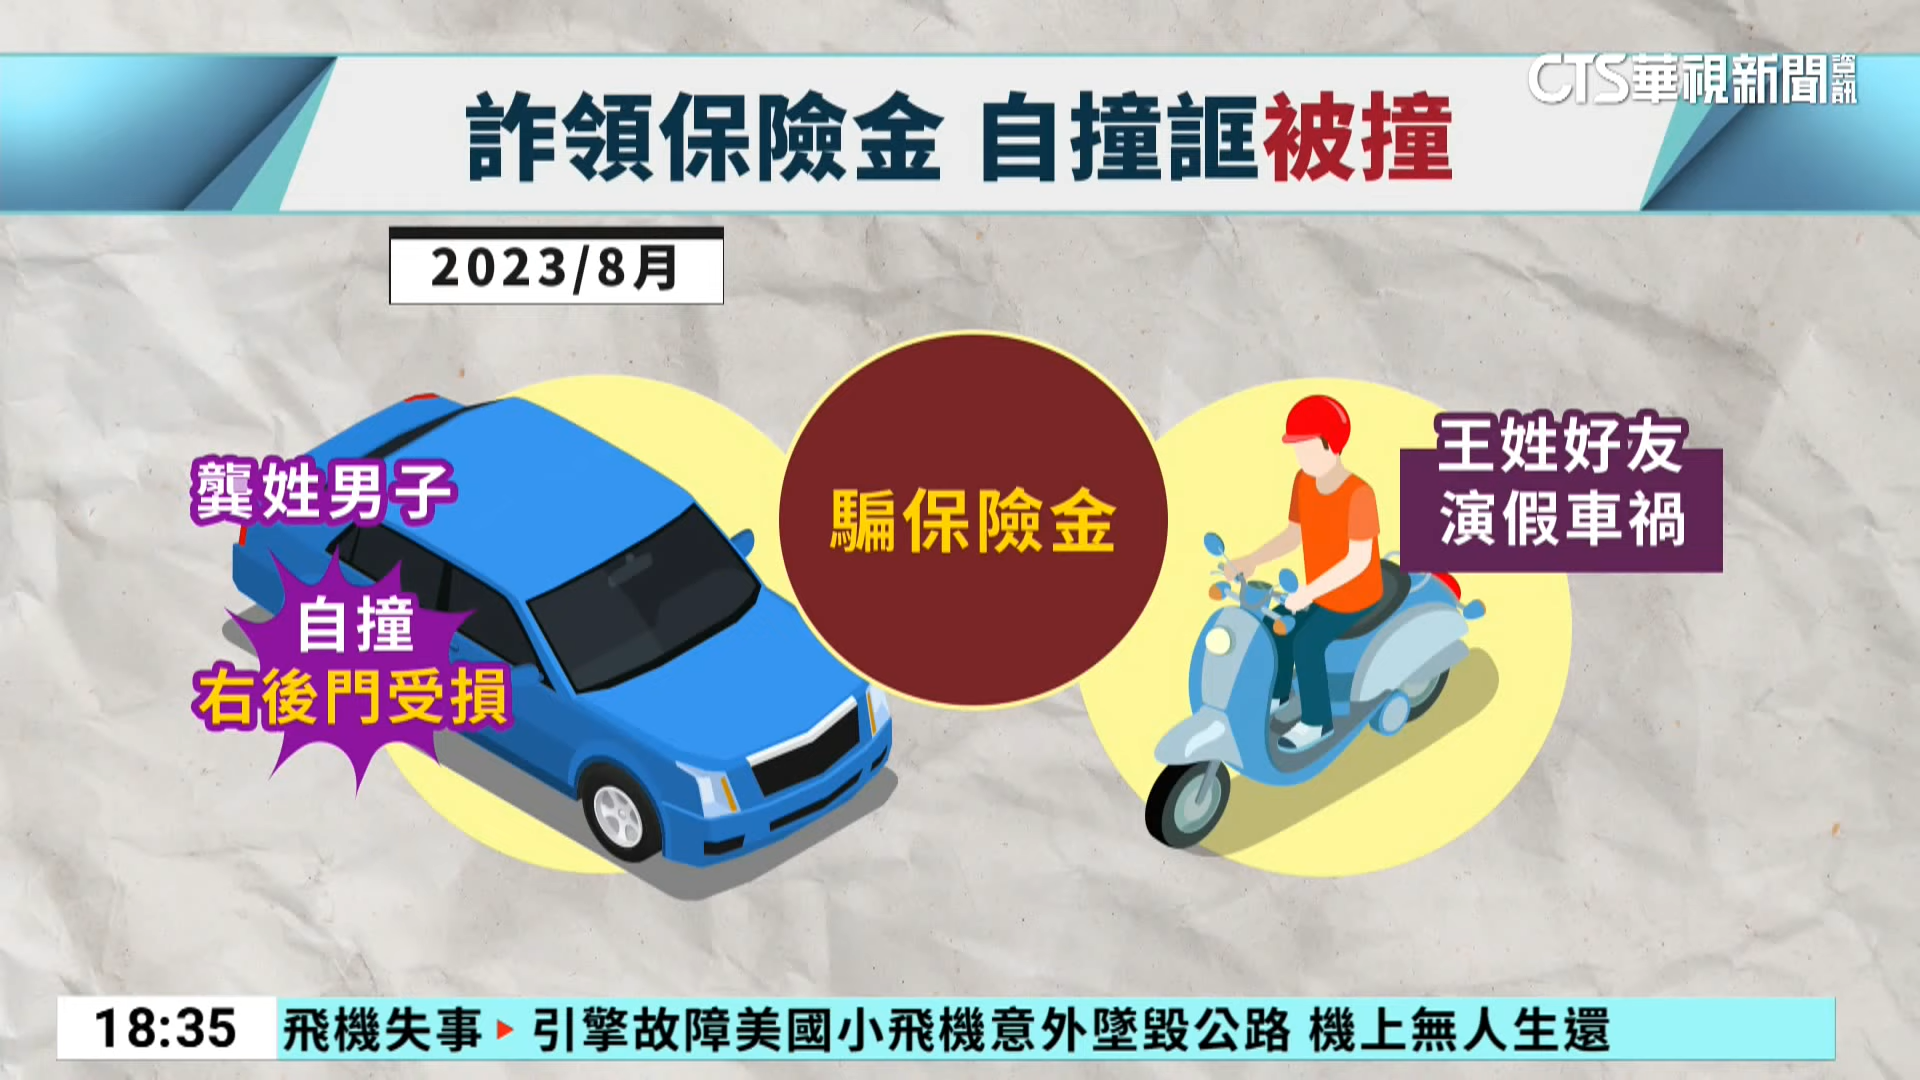 CTS華視新聞資訊
詐領保險金 自撞誆被撞
2023/8月
龔姓男子
自撞
右後門受損
騙保險金
王姓好友
演假車禍
18:35 飛機失事▶引擎故障美國小飛機意外墜毀公路 機上無人生還